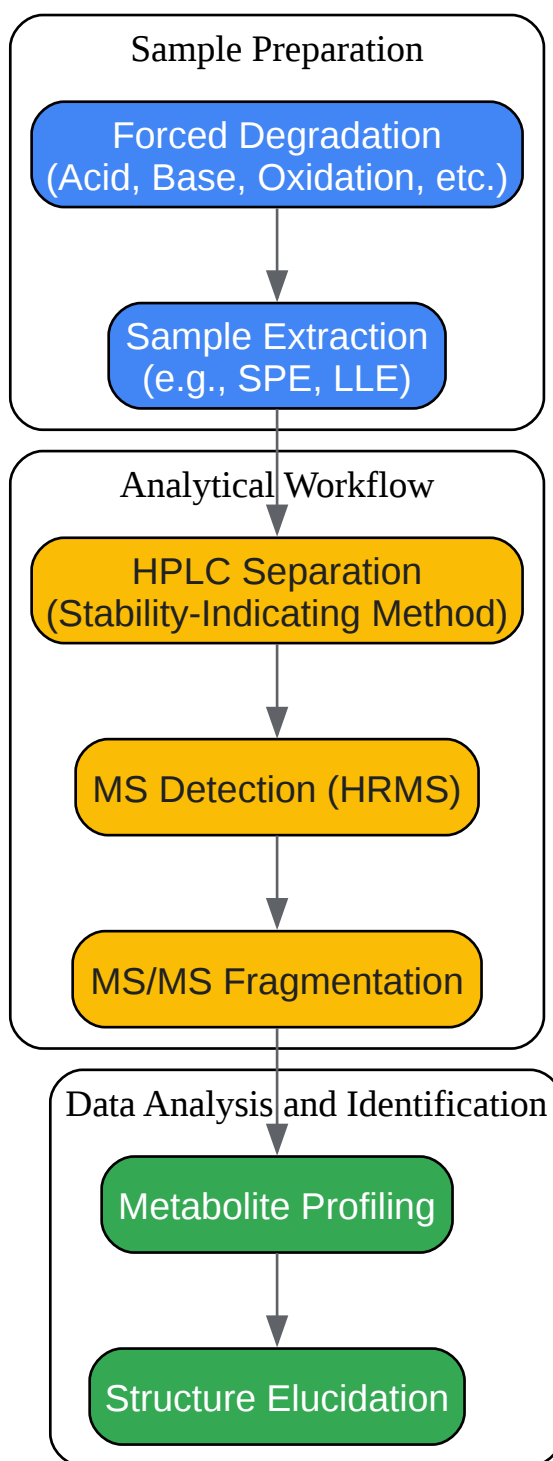 Sample Preparation
Forced Degradation
(Acid, Base, Oxidation, etc.)
Sample Extraction
(e.g., SPE, LLE)
Analytical Workflow
HPLC Separation
(Stability-Indicating Method)
MS Detection (HRMS)
MS/MS Fragmentation
Data Analysis and Identification
Metabolite Profiling
Structure Elucidation